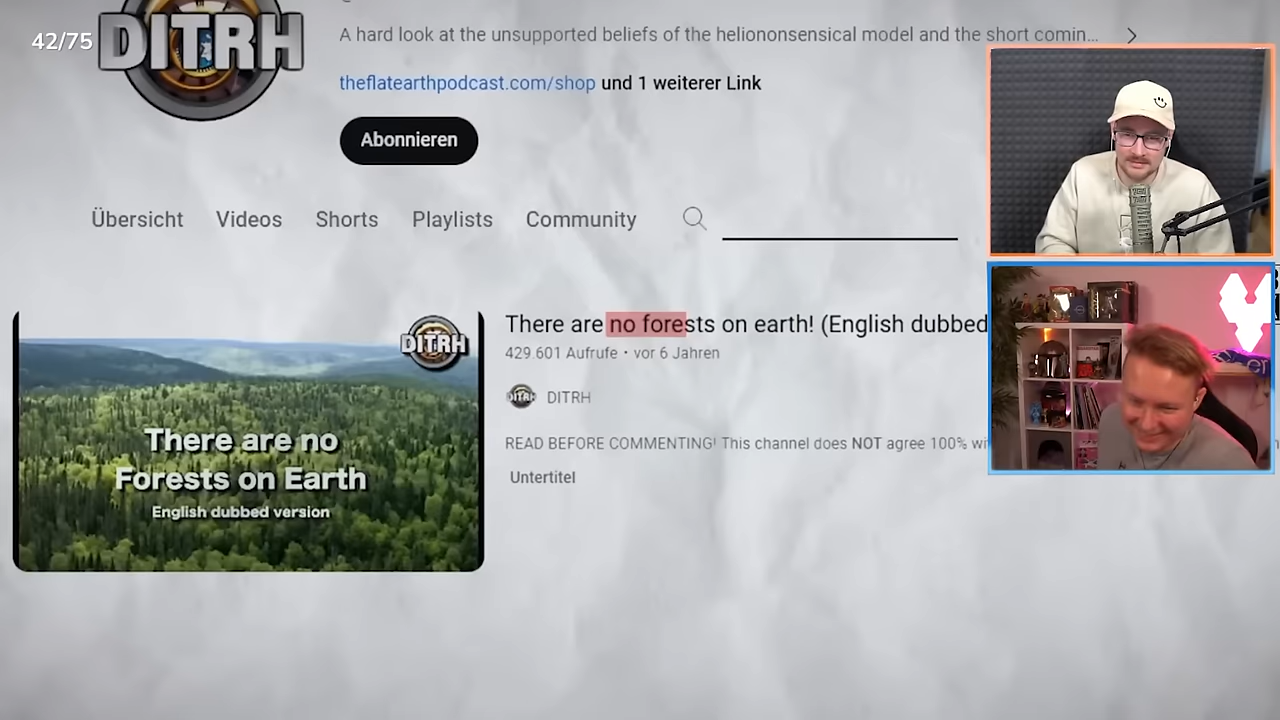 42/75
DITRH
A hard look at the unsupported beliefs of the heliononsensical model and the short comin...
theflatearthpodcast.com/shop und 1 weiterer Link
Abonnieren
Übersicht Videos Shorts Playlists Community
There are no forests on earth! (English dubbed
429.601 Aufrufe • vor 6 Jahren
DITRH
DITRH
READ BEFORE COMMENTING! This channel does NOT agree 100% wi
Untertitel
DITRH
There are no
Forests on Earth
English dubbed version